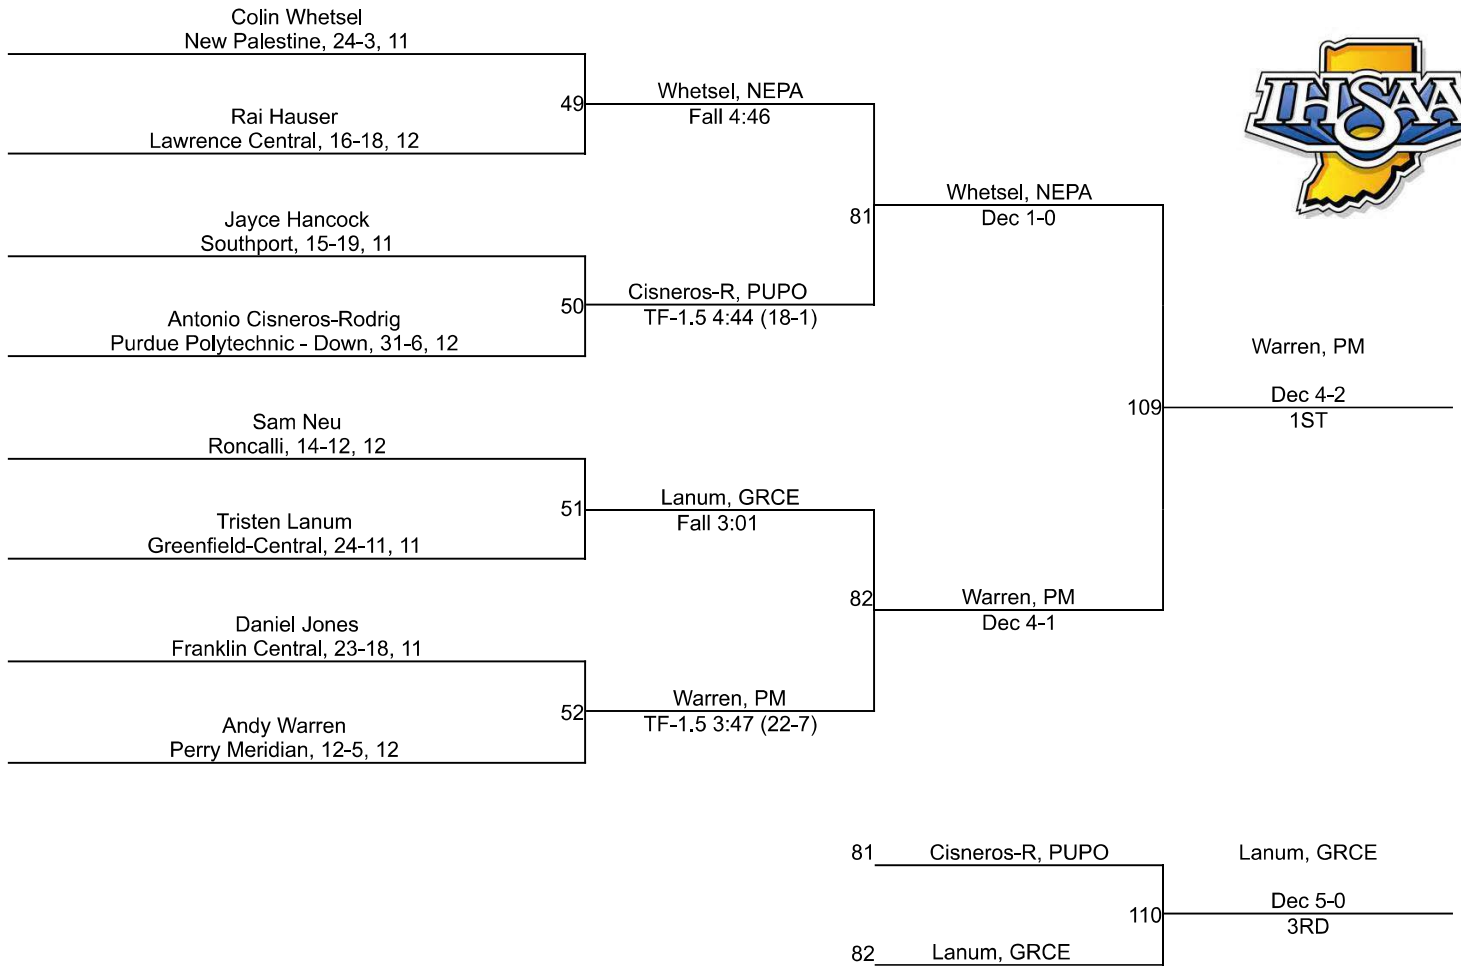 Colin Whetsel
New Palestine, 24-3, 11
49
Whetsel, NEPA
Fall 4:46
Rai Hauser
Lawrence Central, 16-18, 12
IHSAA
81
Whetsel, NEPA
Dec 1-0
Jayce Hancock
Southport, 15-19, 11
50
Cisneros-R, PUPO
TF-1.5 4:44 (18-1)
Antonio Cisneros-Rodrig
Purdue Polytechnic - Down, 31-6, 12
109
Warren, PM
Dec 4-2
1ST
Sam Neu
Roncalli, 14-12, 12
51
Lanum, GRCE
Fall 3:01
Tristen Lanum
Greenfield-Central, 24-11, 11
82
Warren, PM
Dec 4-1
Daniel Jones
Franklin Central, 23-18, 11
52
Warren, PM
TF-1.5 3:47 (22-7)
Andy Warren
Perry Meridian, 12-5, 12
81
Cisneros-R, PUPO
110
Lanum, GRCE
Dec 5-0
3RD
82
Lanum, GRCE